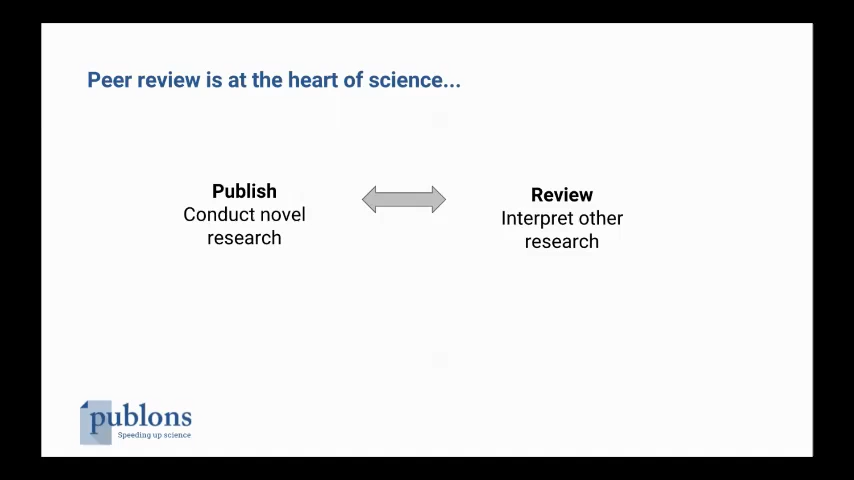 Peer review is at the heart of science...
Publish
Conduct novel
research
Review
Interpret other
research
publons
Speeding up science